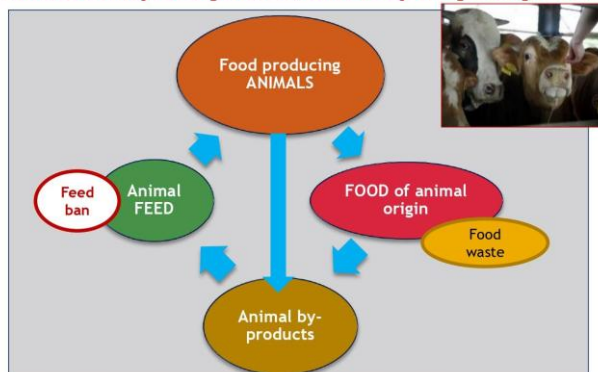 Food producing
ANIMALS
Feed
ban
Animal
FEED
FOOD of animal
origin
Food
waste
Animal by-
products